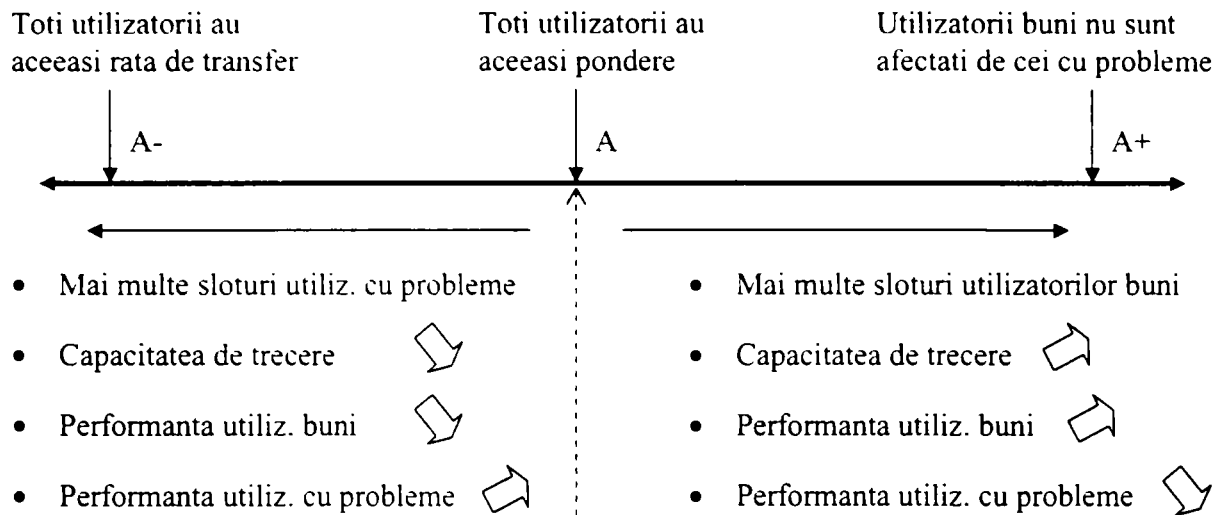 Toti utilizatorii au
aceeasi rata de transfer
Toti utilizatorii au
aceeasi pondere
Utilizatorii buni nu sunt
afectati de cei cu probleme
A-
A
A+
• Mai multe sloturi utiliz. cu probleme
• Capacitatea de trecere
• Performanta utiliz. buni
• Performanta utiliz. cu probleme
• Mai multe sloturi utilizatorilor buni
• Capacitatea de trecere
• Performanta utiliz. buni
• Performanta utiliz. cu probleme